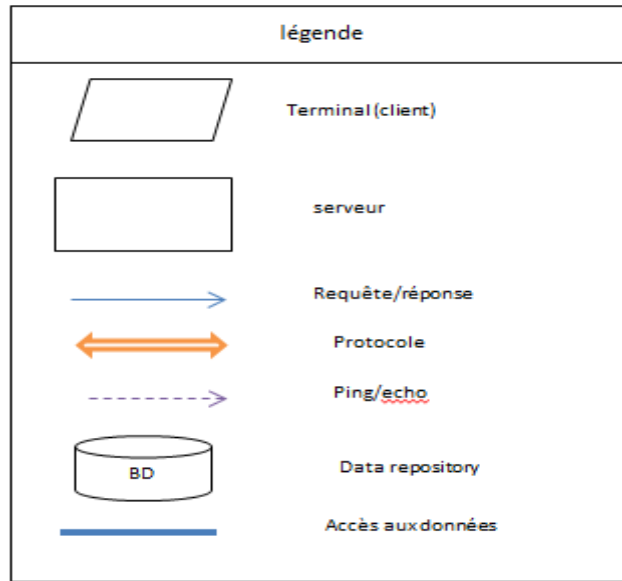 légende
Terminal (client)
serveur
Requête/réponse
Protocole
Ping/echo
BD
Data repository
Accès aux données